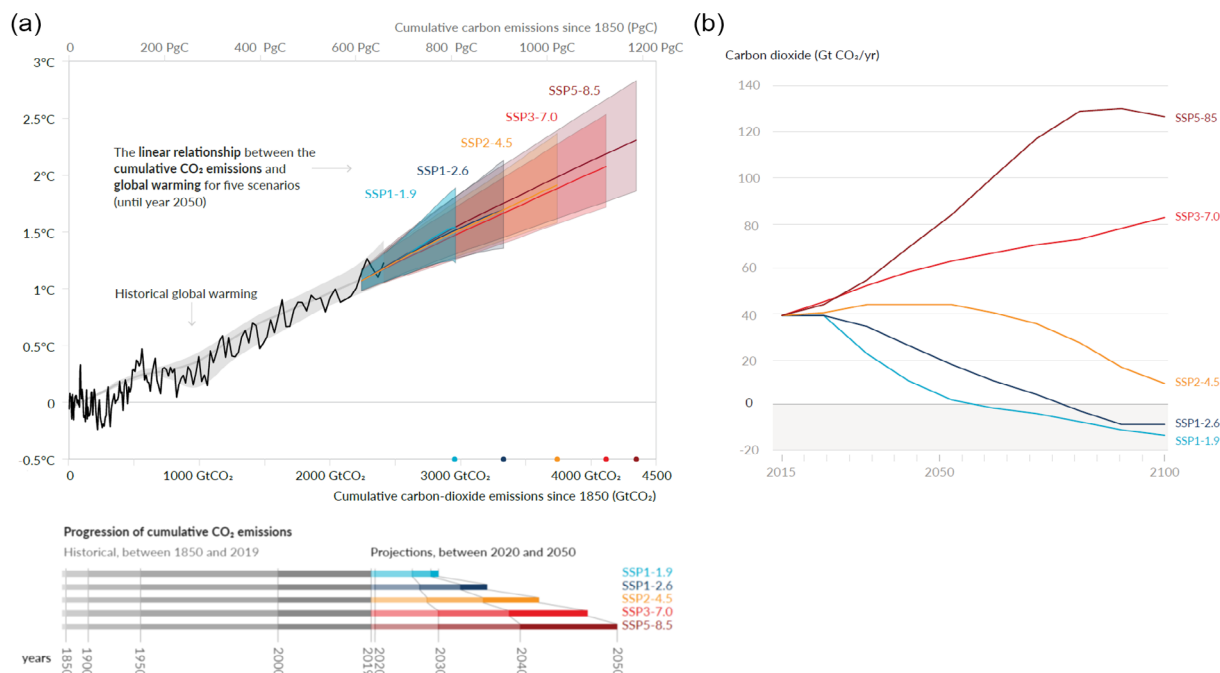 (a)
Cumulative carbon emissions since 1850 (PgC)
0 200 PgC 400 PgC 600 PgC 800 PgC 1000 PgC 1200 PgC
3°C
2.5°C
2°C
1.5°C
1°C
0.5°C
0
-0.5°C
SSP5-8.5
SSP3-7.0
SSP2-4.5
SSP1-2.6
SSP1-1.9
The linear relationship between the
cumulative CO₂ emissions and
global warming for five scenarios
(until year 2050)
Historical global warming
0 1000 GtCO₂ 2000 GtCO₂ 3000 GtCO₂ 4000 GtCO₂ 4500
Cumulative carbon-dioxide emissions since 1850 (GtCO₂)
Progression of cumulative CO₂ emissions
Historical, between 1850 and 2019 Projections, between 2020 and 2050
SSP1-1.9
SSP1-2.6
SSP2-4.5
SSP3-7.0
SSP5-8.5
years 1850 1900 1950 2000 2019 2020 2030 2040 2050
(b)
Carbon dioxide (Gt CO₂/yr)
140
120
100
80
60
40
20
0
-20
SSP5-85
SSP3-7.0
SSP2-4.5
SSP1-2.6
SSP1-1.9
2015 2050 2100